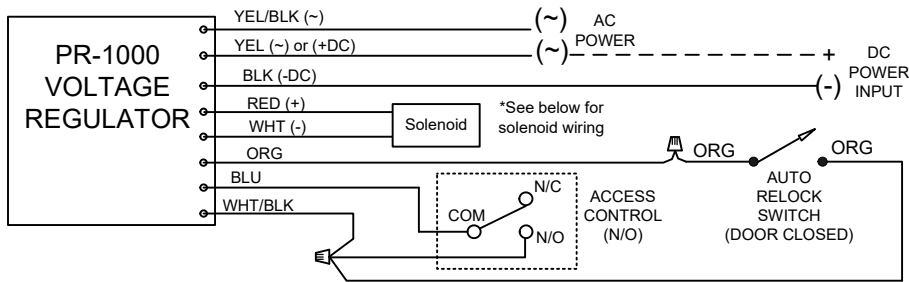 PR-1000
VOLTAGE
REGULATOR
YEL/BLK (~)
YEL (~) or (+DC)
BLK (-DC)
RED (+)
WHT (-)
ORG
BLU
WHT/BLK
(~)
(~)
AC
POWER
+
(-)
DC
POWER
INPUT
Solenoid
*See below for
solenoid wiring
ORG
ORG
AUTO
RELOCK
SWITCH
(DOOR CLOSED)
COM
N/C
N/O
ACCESS
CONTROL
(N/O)